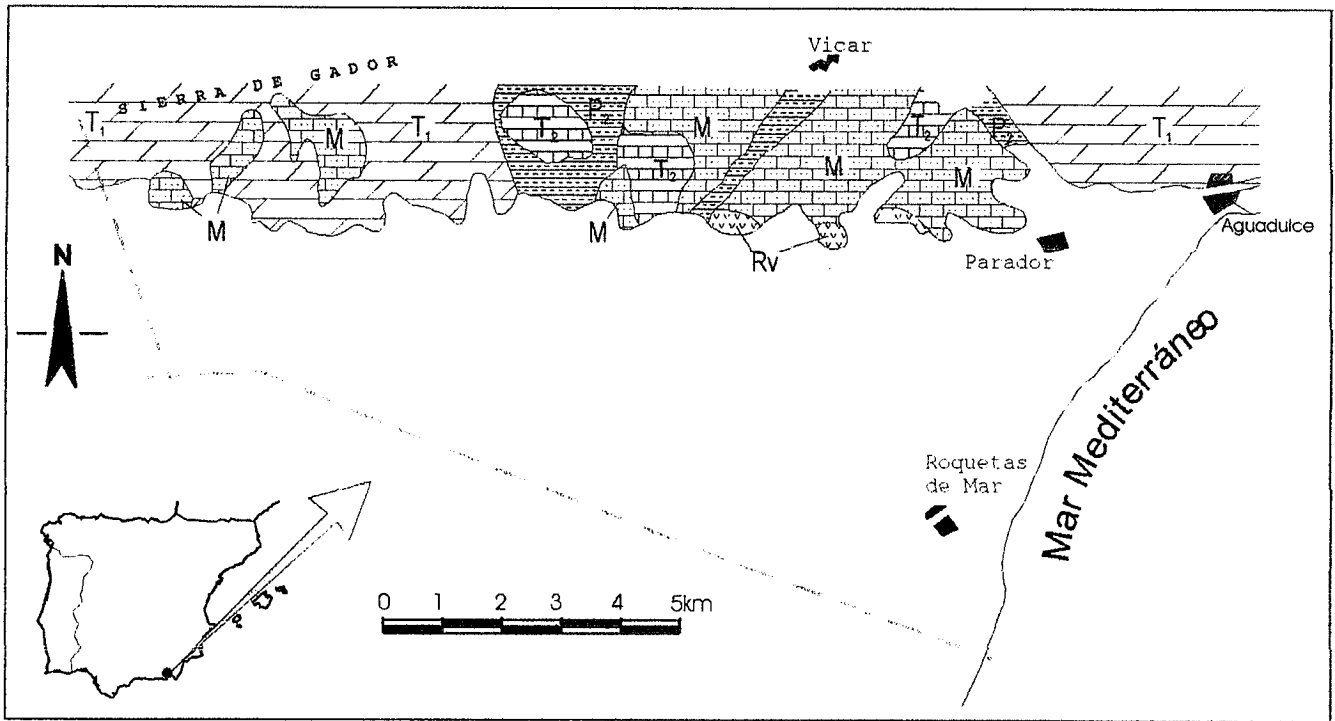 Vicar
SIERRA DE GADOR
T₁
M
T₁
T₂
P₂
M
T₂
M
T₂
P₂
M
T₁
M
M
Rv
Aguadulce
Parador
N
Mar Mediterráneo
Roquetas
de Mar
0 1 2 3 4 5km